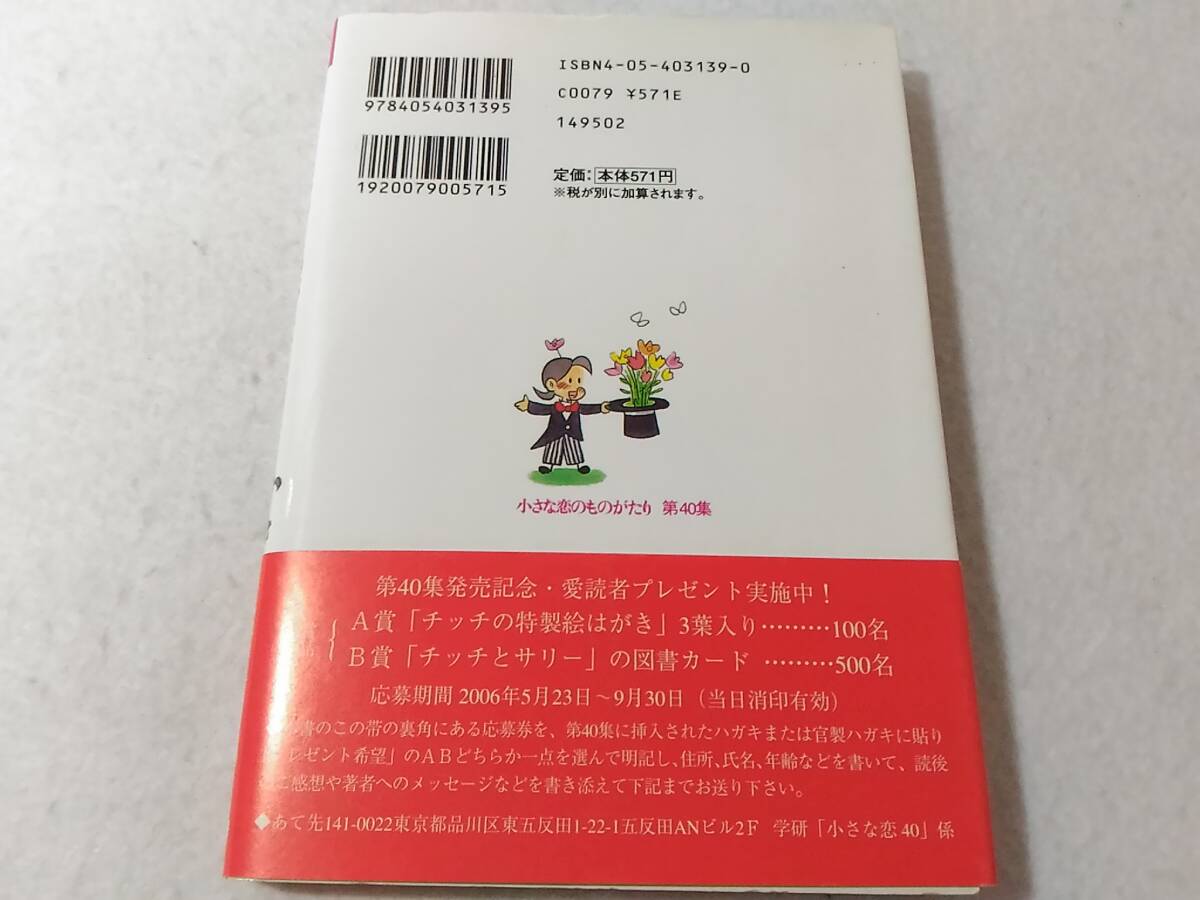 ISBN4-05-403139-0
9784054031395
C0079 ¥571E
149502
1920079005715
定価：本体571円
※税が別に加算されます。
小さな恋のものがたり 第40集
第40集発売記念・愛読者プレゼント実施中！
A賞「チッチの特製絵はがき」3葉入り………100名
B賞「チッチとサリー」の図書カード ………500名
応募期間 2006年5月23日～9月30日（当日消印有効）
書のこの帯の裏角にある応募券を、第40集に挿入されたハガキまたは官製ハガキに貼り
レゼント希望」のABどちらか一点を選んで明記し、住所、氏名、年齢などを書いて、読後
ご感想や著者へのメッセージなどを書き添えて下記までお送り下さい。
◆あて先141-0022東京都品川区東五反田1-22-1五反田ANビル2F 学研「小さな恋40」係